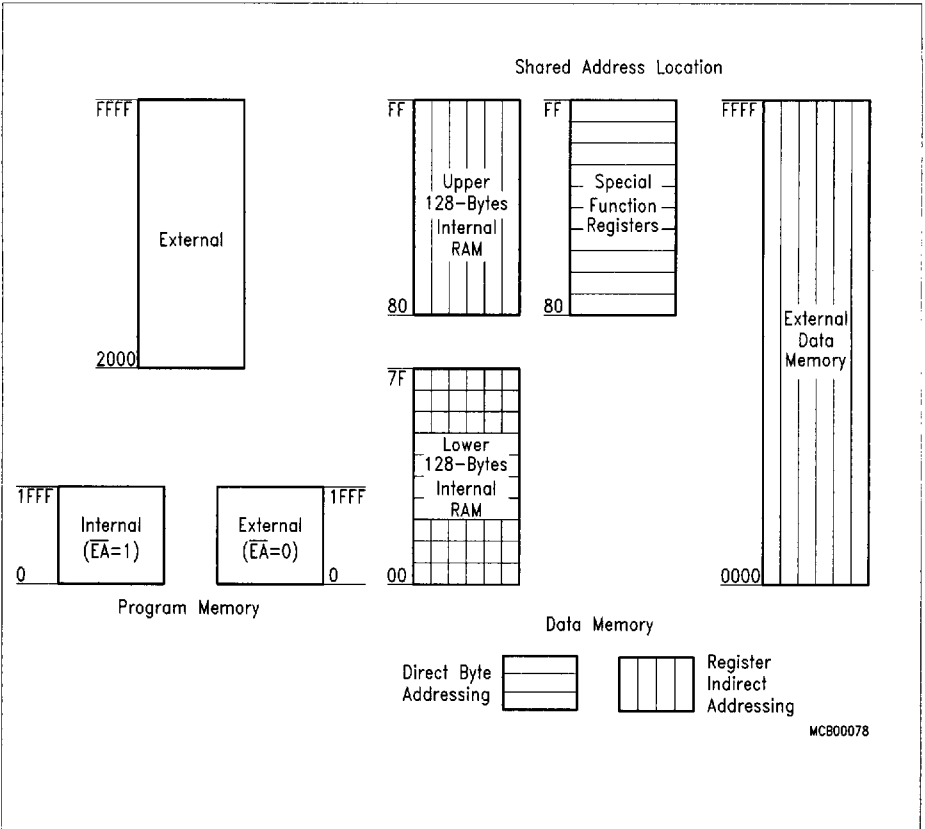 Shared Address Location
FFFF
External
2000
1FFF
Internal
(E̅A̅=1)
0
External
(E̅A̅=0)
1FFF
0
Program Memory
FF
Upper
128-Bytes
Internal
RAM
80
FF
Special
Function
Registers
80
7F
Lower
128-Bytes
Internal
RAM
00
FFFF
External
Data
Memory
0000
Data Memory
Direct Byte
Addressing
Register
Indirect
Addressing
MCB00078